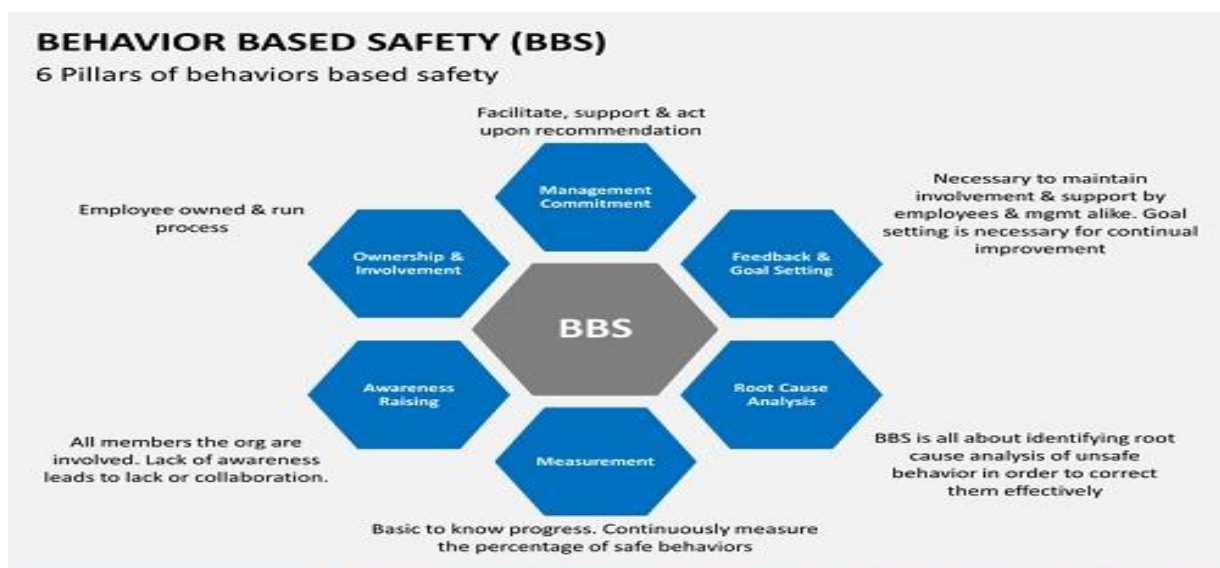 BEHAVIOR BASED SAFETY (BBS)
6 Pillars of behaviors based safety
Facilitate, support & act
upon recommendation
Management
Commitment
Necessary to maintain
involvement & support by
employees & mgmt alike. Goal
setting is necessary for continual
improvement
Feedback &
Goal Setting
Employee owned & run
process
Ownership &
Involvement
BBS
Awareness
Raising
All members the org are
involved. Lack of awareness
leads to lack or collaboration.
Root Cause
Analysis
BBS is all about identifying root
cause analysis of unsafe
behavior in order to correct
them effectively
Measurement
Basic to know progress. Continuously measure
the percentage of safe behaviors